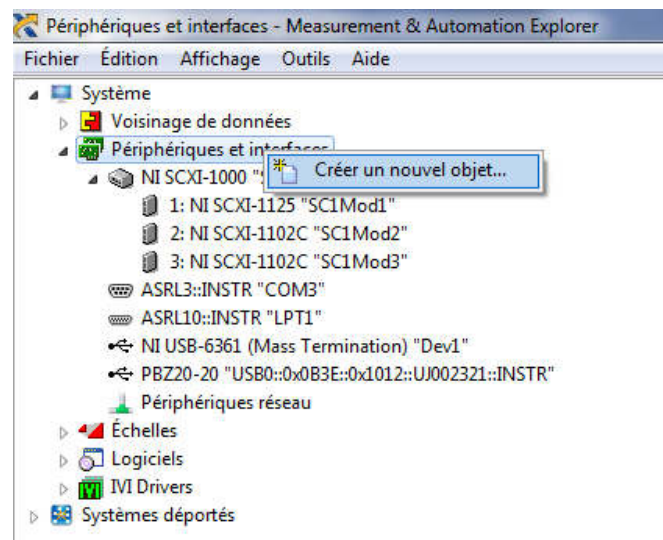 Périphériques et interfaces - Measurement & Automation Explorer
Fichier Édition Affichage Outils Aide
Système
Voisinage de données
Périphériques et interfaces
Créer un nouvel objet...
NI SCXI-1000 "S
1: NI SCXI-1125 "SC1Mod1"
2: NI SCXI-1102C "SC1Mod2"
3: NI SCXI-1102C "SC1Mod3"
ASRL3::INSTR "COM3"
ASRL10::INSTR "LPT1"
NI USB-6361 (Mass Termination) "Dev1"
PBZ20-20 "USB0::0x0B3E::0x1012::UJ002321::INSTR"
Périphériques réseau
Échelles
Logiciels
IVI Drivers
Systèmes déportés